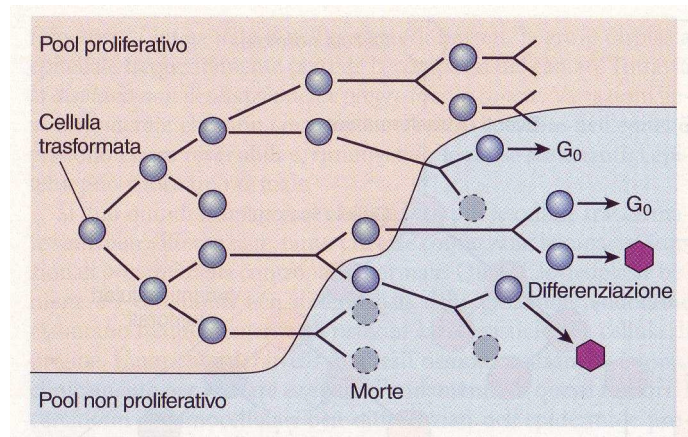 Pool proliferativo
Cellula
trasformata
G₀
G₀
Differenziazione
Morte
Pool non proliferativo